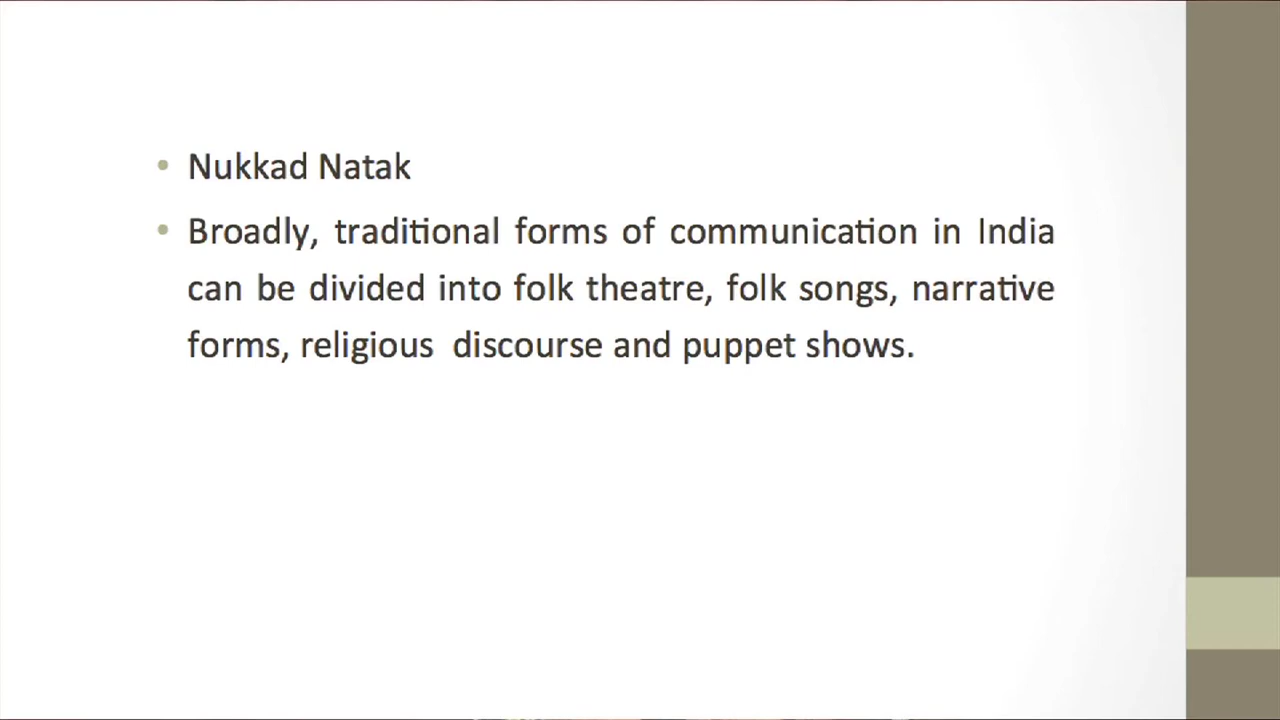 • Nukkad Natak
• Broadly, traditional forms of communication in India
can be divided into folk theatre, folk songs, narrative
forms, religious discourse and puppet shows.